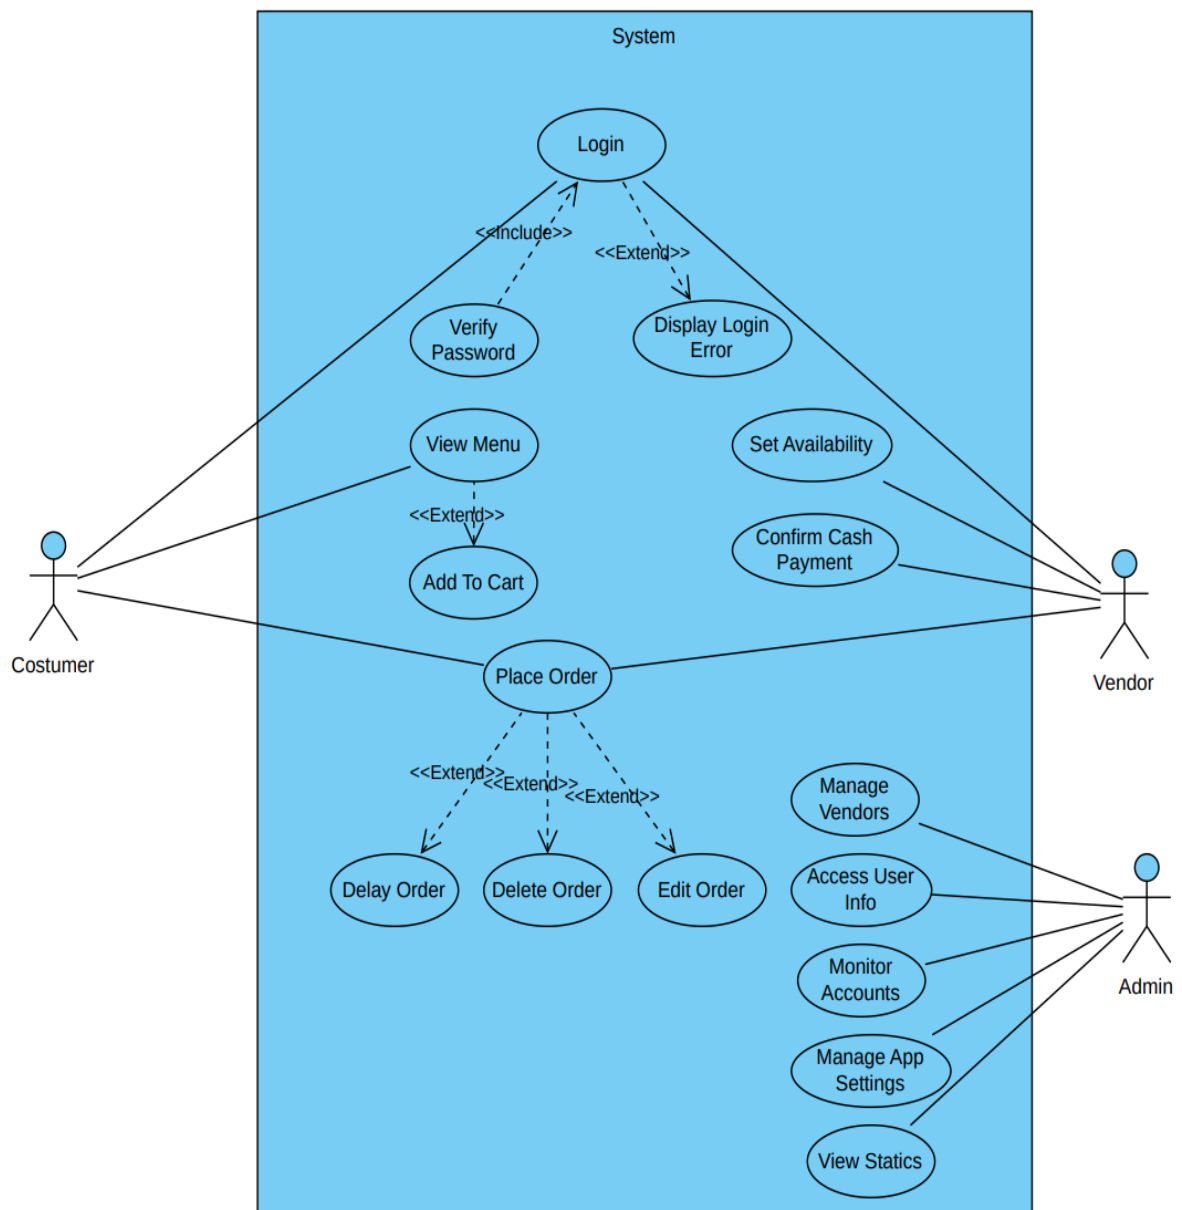 System
Login
<<Include>>
<<Extend>>
Verify
Password
Display Login
Error
View Menu
Set Availability
<<Extend>>
Confirm Cash
Payment
Add To Cart
Costumer
Place Order
Vendor
<<Extend>>
<<Extend>>
<<Extend>>
Manage
Vendors
Delay Order
Delete Order
Edit Order
Access User
Info
Monitor
Accounts
Admin
Manage App
Settings
View Statics